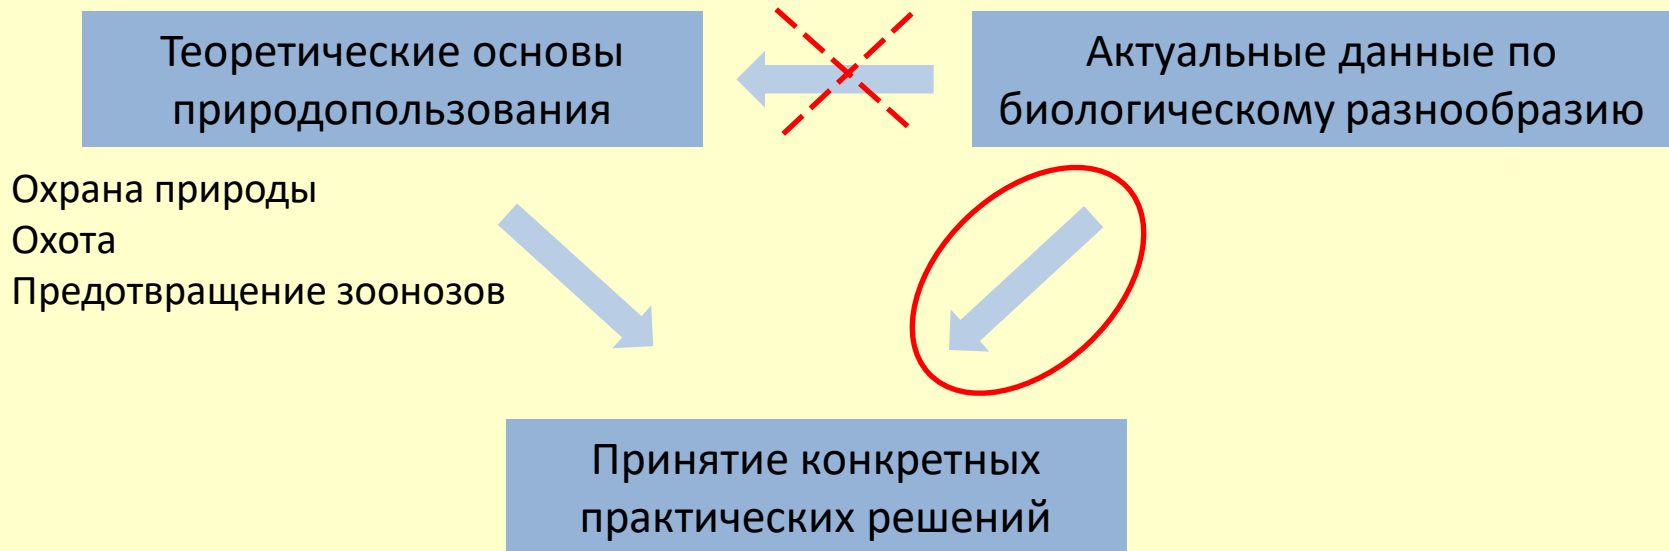 Теоретические основы
природопользования
Актуальные данные по
биологическому разнообразию
Охрана природы
Охота
Предотвращение зоонозов
Принятие конкретных
практических решений